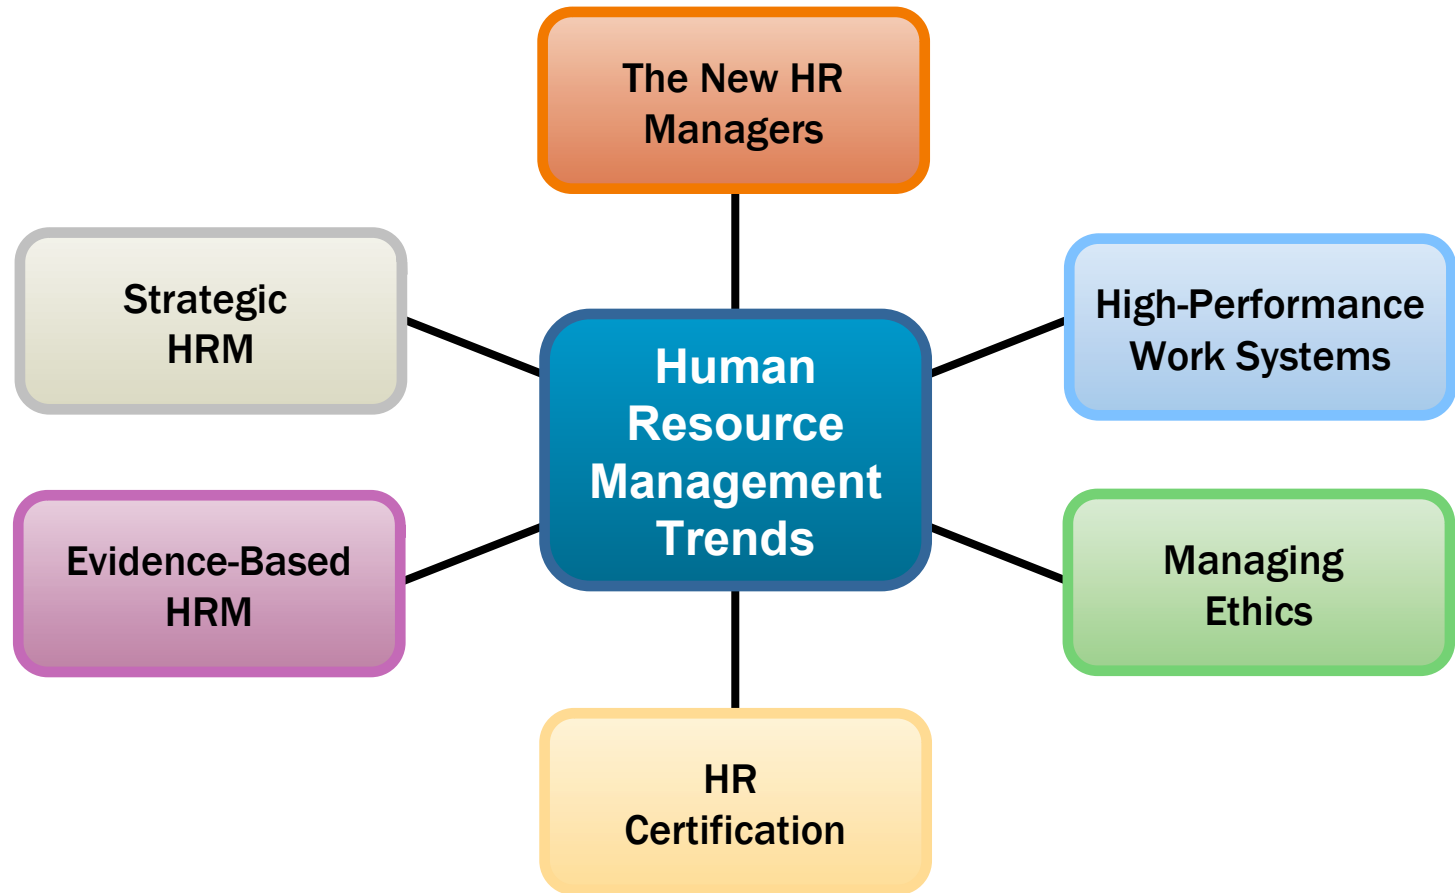 The New HR
Managers
Strategic
HRM
High-Performance
Work Systems
Human
Resource
Management
Trends
Evidence-Based
HRM
Managing
Ethics
HR
Certification